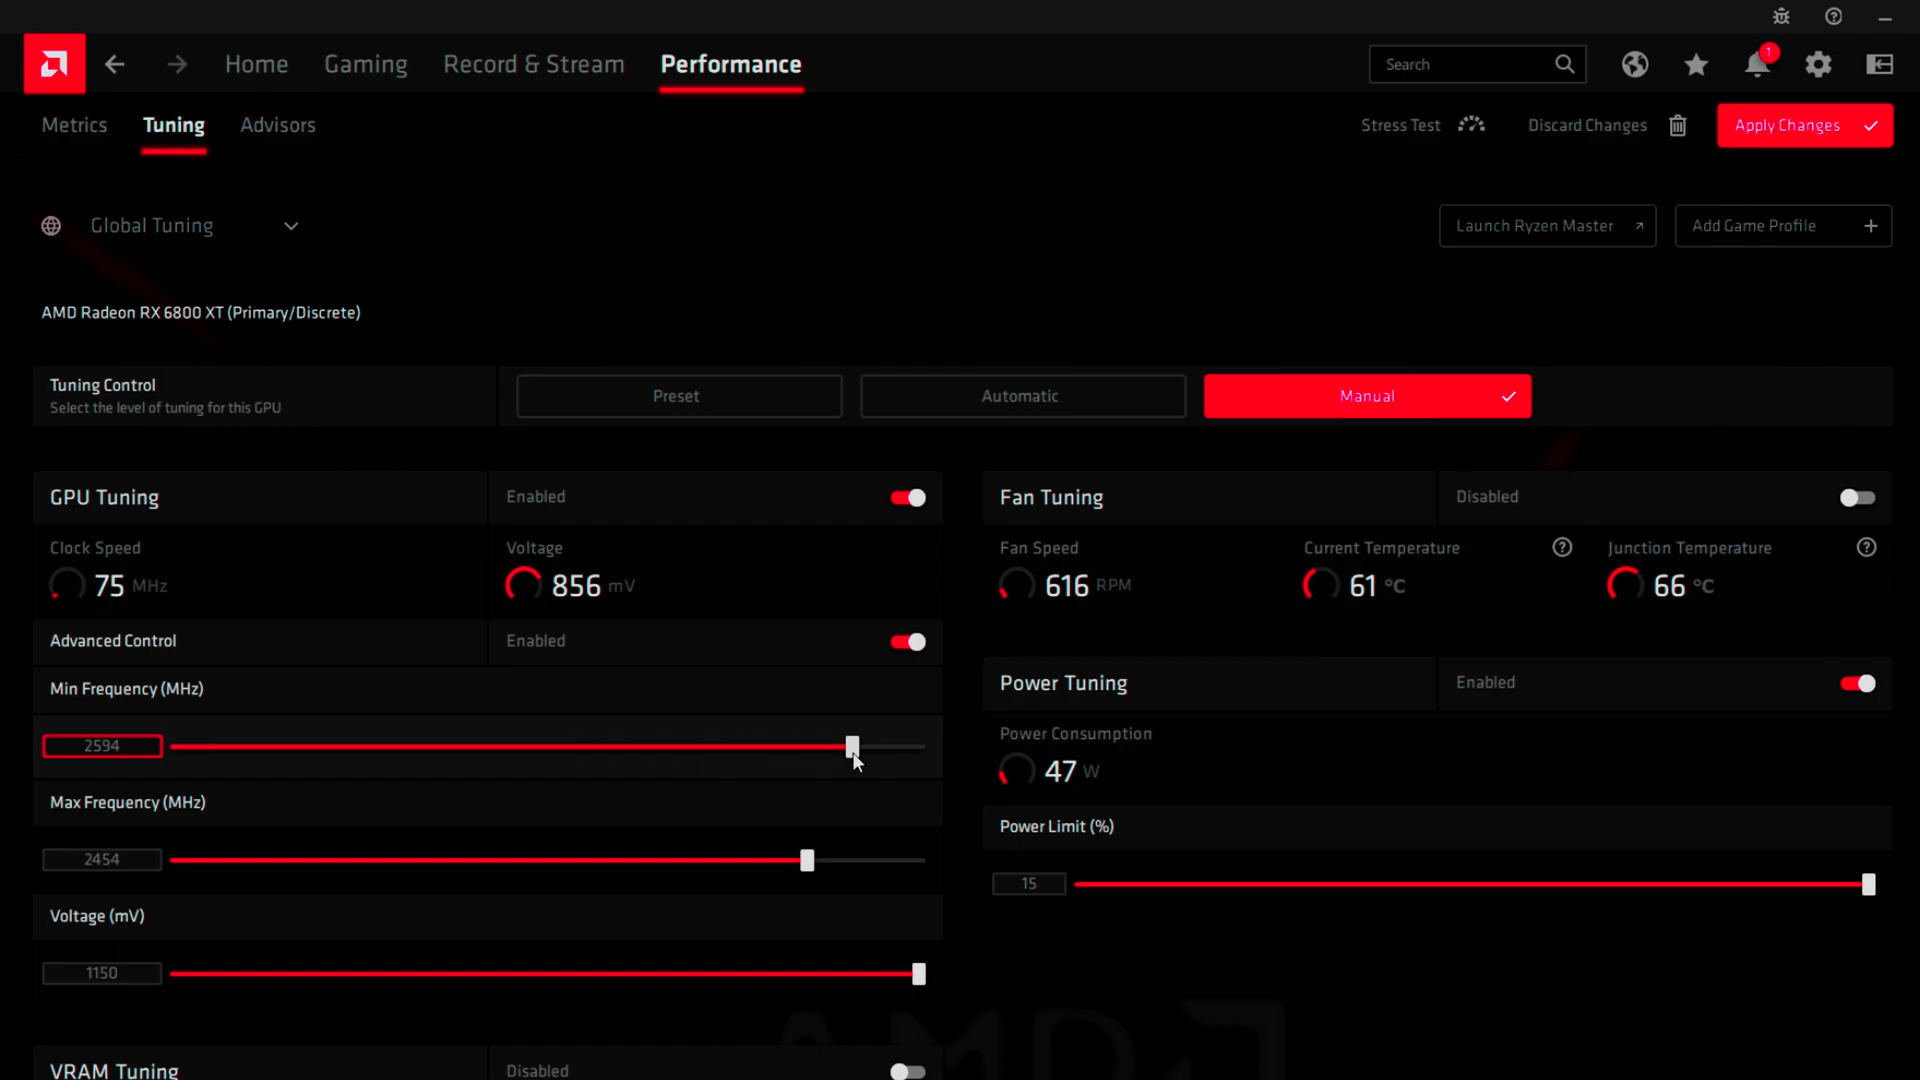 Home Gaming Record & Stream Performance Search 1
Metrics Tuning Advisors Stress Test Discard Changes Apply Changes
Global Tuning Launch Ryzen Master Add Game Profile
AMD Radeon RX 6800 XT (Primary/Discrete)
Tuning Control
Select the level of tuning for this GPU
Preset Automatic Manual
GPU Tuning Enabled
Clock Speed Voltage
75 MHz 856 mV
Advanced Control Enabled
Min Frequency (MHz)
2594
Max Frequency (MHz)
2454
Voltage (mV)
1150
VRAM Tuning Disabled
Fan Tuning Disabled
Fan Speed Current Temperature Junction Temperature
616 RPM 61 °C 66 °C
Power Tuning Enabled
Power Consumption
47 W
Power Limit (%)
15
AMD